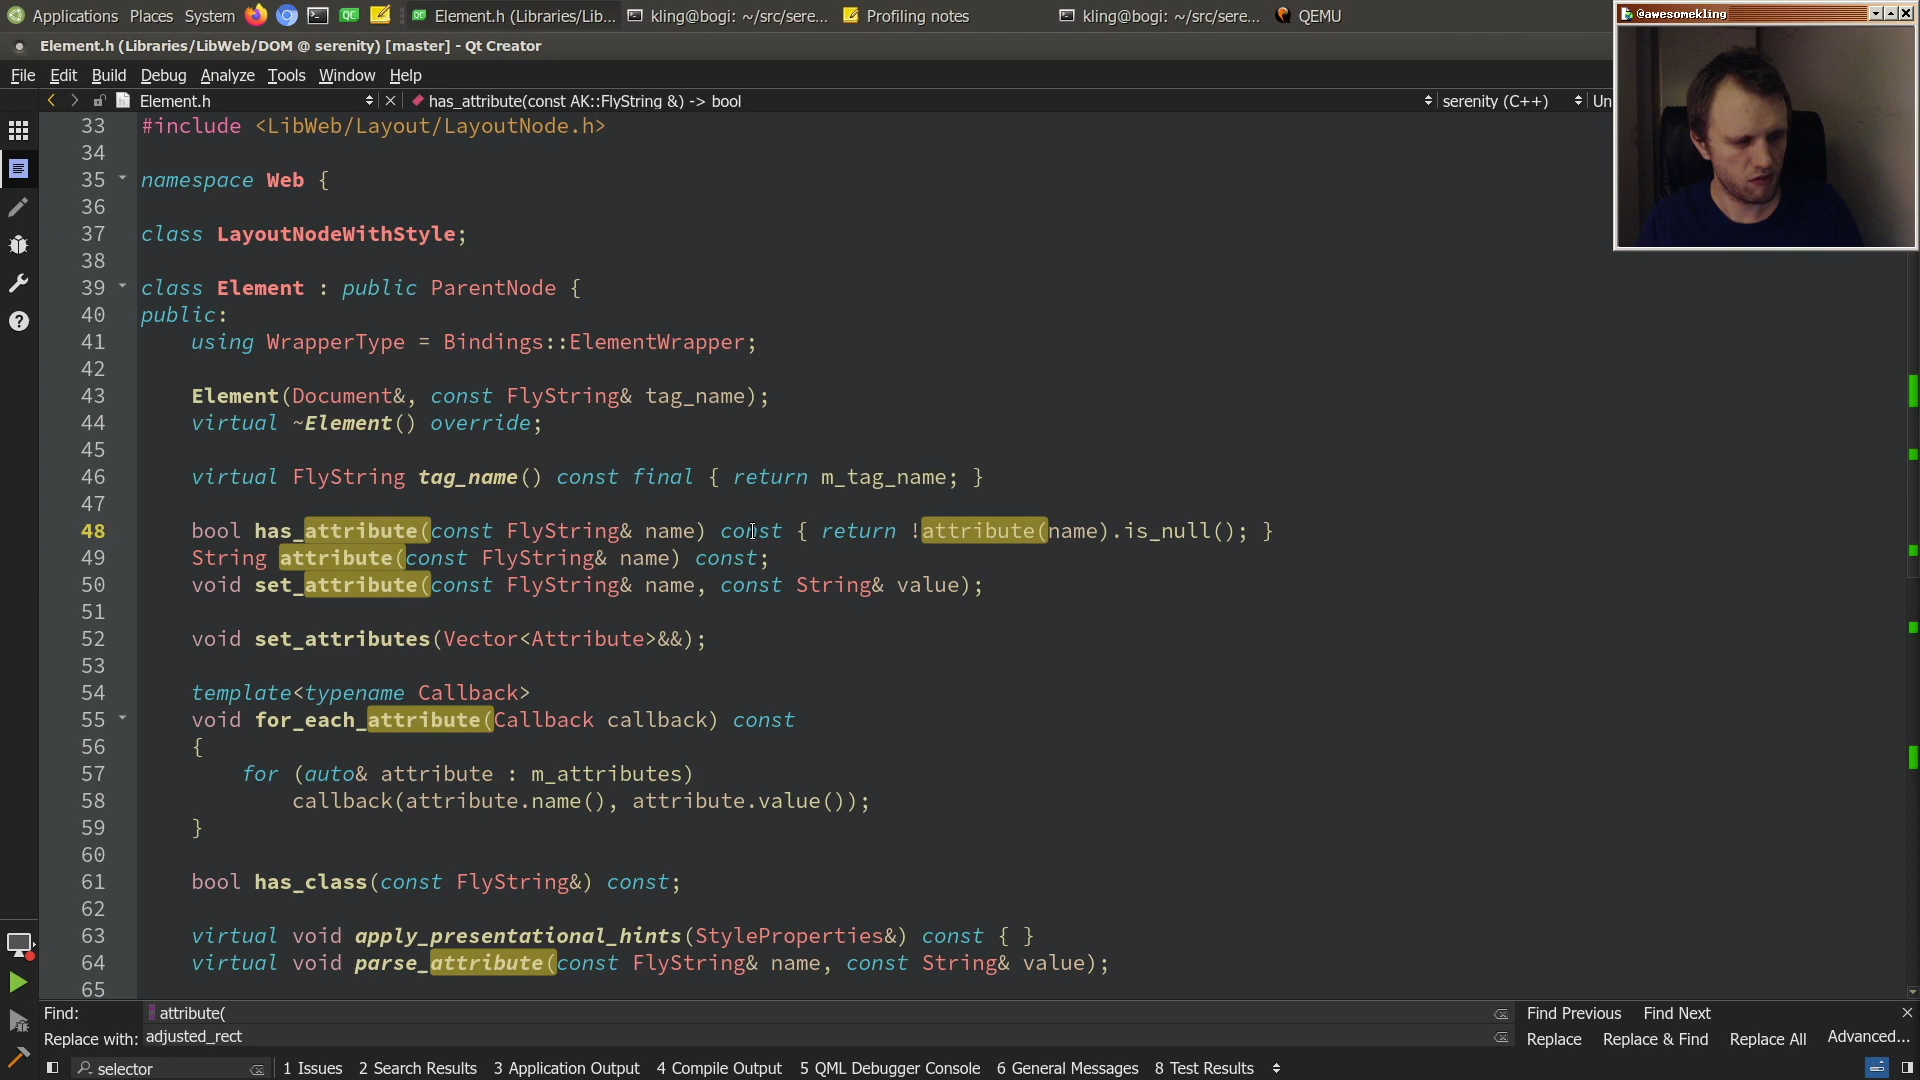 Applications Places System Element.h (Libraries/Lib... kling@bogi: ~/src/sere... Profiling notes kling@bogi: ~/src/sere... QEMU
@awesomekling
Element.h (Libraries/LibWeb/DOM @ serenity) [master] - Qt Creator
File Edit Build Debug Analyze Tools Window Help
Element.h has_attribute(const AK::FlyString &) -> bool serenity (C++) Un
33 #include <LibWeb/Layout/LayoutNode.h>
34
35 namespace Web {
36
37 class LayoutNodeWithStyle;
38
39 class Element : public ParentNode {
40 public:
41 using WrapperType = Bindings::ElementWrapper;
42
43 Element(Document&, const FlyString& tag_name);
44 virtual ~Element() override;
45
46 virtual FlyString tag_name() const final { return m_tag_name; }
47
48 bool has_attribute(const FlyString& name) const { return !attribute(name).is_null(); }
49 String attribute(const FlyString& name) const;
50 void set_attribute(const FlyString& name, const String& value);
51
52 void set_attributes(Vector<Attribute>&&);
53
54 template<typename Callback>
55 void for_each_attribute(Callback callback) const
56 {
57 for (auto& attribute : m_attributes)
58 callback(attribute.name(), attribute.value());
59 }
60
61 bool has_class(const FlyString&) const;
62
63 virtual void apply_presentational_hints(StyleProperties&) const { }
64 virtual void parse_attribute(const FlyString& name, const String& value);
65
Find: attribute( Find Previous Find Next
Replace with: adjusted_rect Replace Replace & Find Replace All Advanced...
selector 1 Issues 2 Search Results 3 Application Output 4 Compile Output 5 QML Debugger Console 6 General Messages 8 Test Results